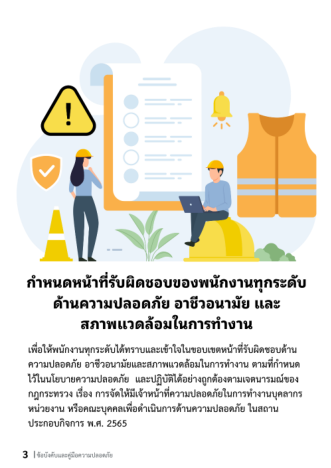 กำหนดหน้าที่รับผิดชอบของพนักงานทุกระดับ
ด้านความปลอดภัย อาชีวอนามัย และ
สภาพแวดล้อมในการทำงาน
เพื่อให้พนักงานทุกระดับได้ทราบและเข้าใจในขอบเขตหน้าที่รับผิดชอบด้าน
ความปลอดภัย อาชีวอนามัยและสภาพแวดล้อมในการทำงาน ตามที่กำหนด
ไว้ในนโยบายความปลอดภัย และปฏิบัติได้อย่างถูกต้องตามเจตนารมณ์ของ
กฎกระทรวง เรื่อง การจัดให้มีเจ้าหน้าที่ความปลอดภัยในการทำงานบุคลากร
หน่วยงาน หรือคณะบุคคลเพื่อดำเนินการด้านความปลอดภัย ในสถาน
ประกอบกิจการ พ.ศ. 2565
3 | ข้อบังคับและคู่มือความปลอดภัย